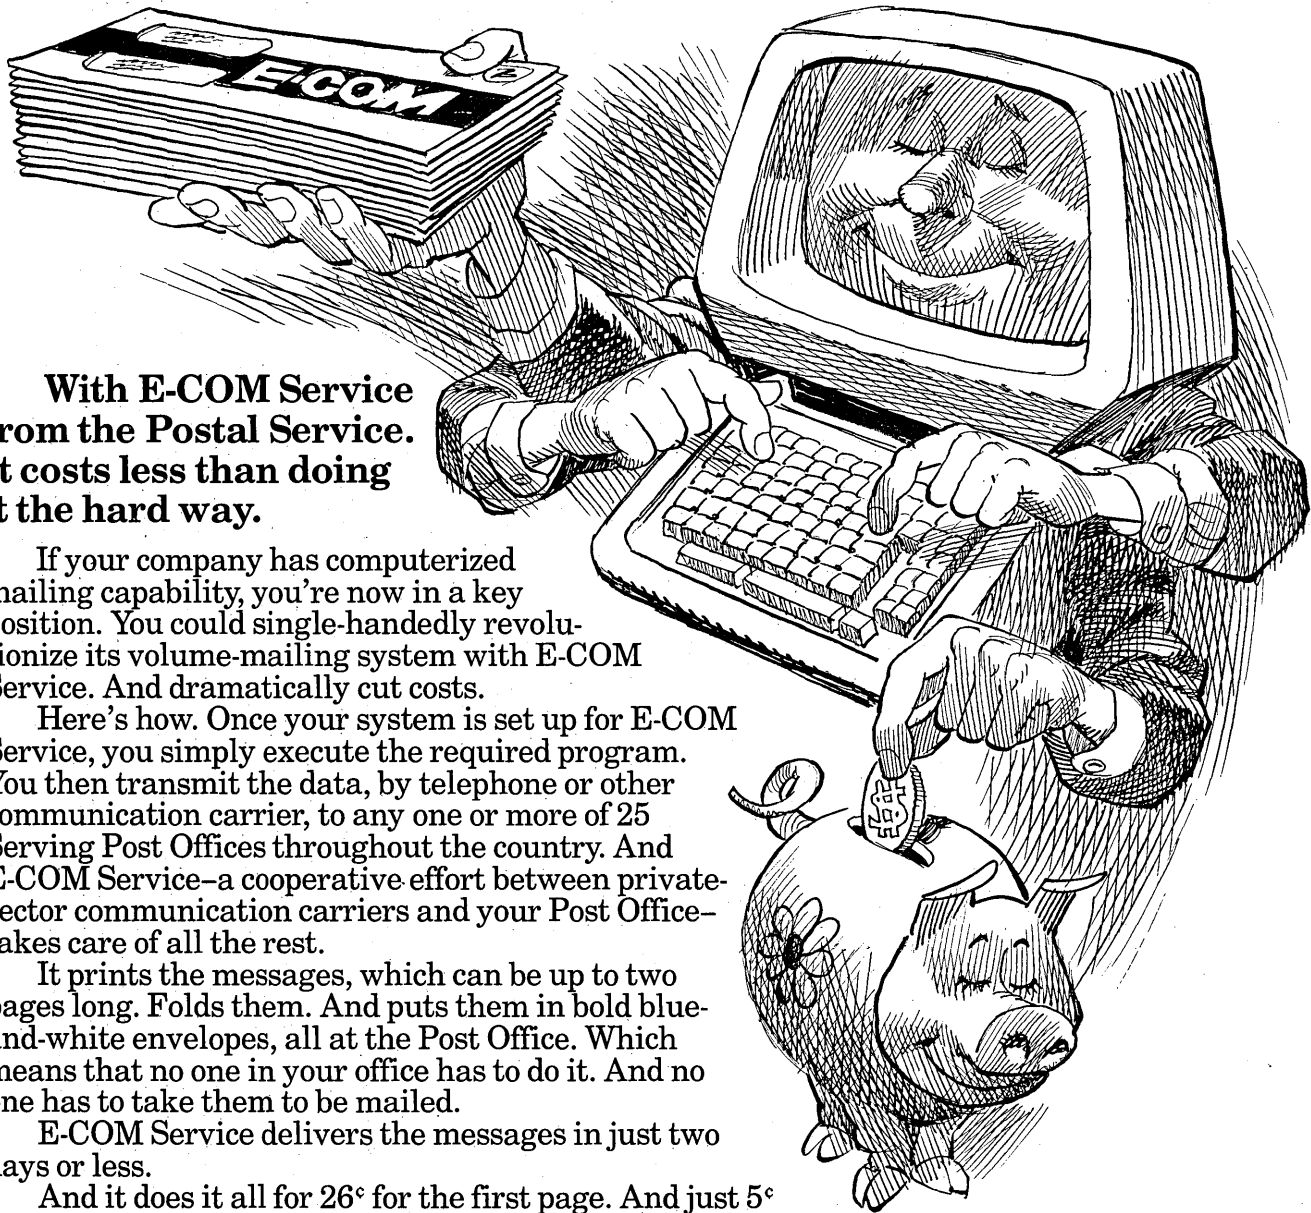 E-COM
With E-COM Service
rom the Postal Service.
t costs less than doing
t the hard way.
If your company has computerized
mailing capability, you're now in a key
osition. You could single-handedly revolu-
ionize its volume-mailing system with E-COM
Service. And dramatically cut costs.
Here's how. Once your system is set up for E-COM
Service, you simply execute the required program.
You then transmit the data, by telephone or other
ommunication carrier, to any one or more of 25
Serving Post Offices throughout the country. And
E-COM Service–a cooperative effort between private-
ector communication carriers and your Post Office–
akes care of all the rest.
It prints the messages, which can be up to two
ages long. Folds them. And puts them in bold blue-
nd-white envelopes, all at the Post Office. Which
means that no one in your office has to do it. And no
ne has to take them to be mailed.
E-COM Service delivers the messages in just two
ays or less.
And it does it all for 26¢ for the first page. And just 5¢